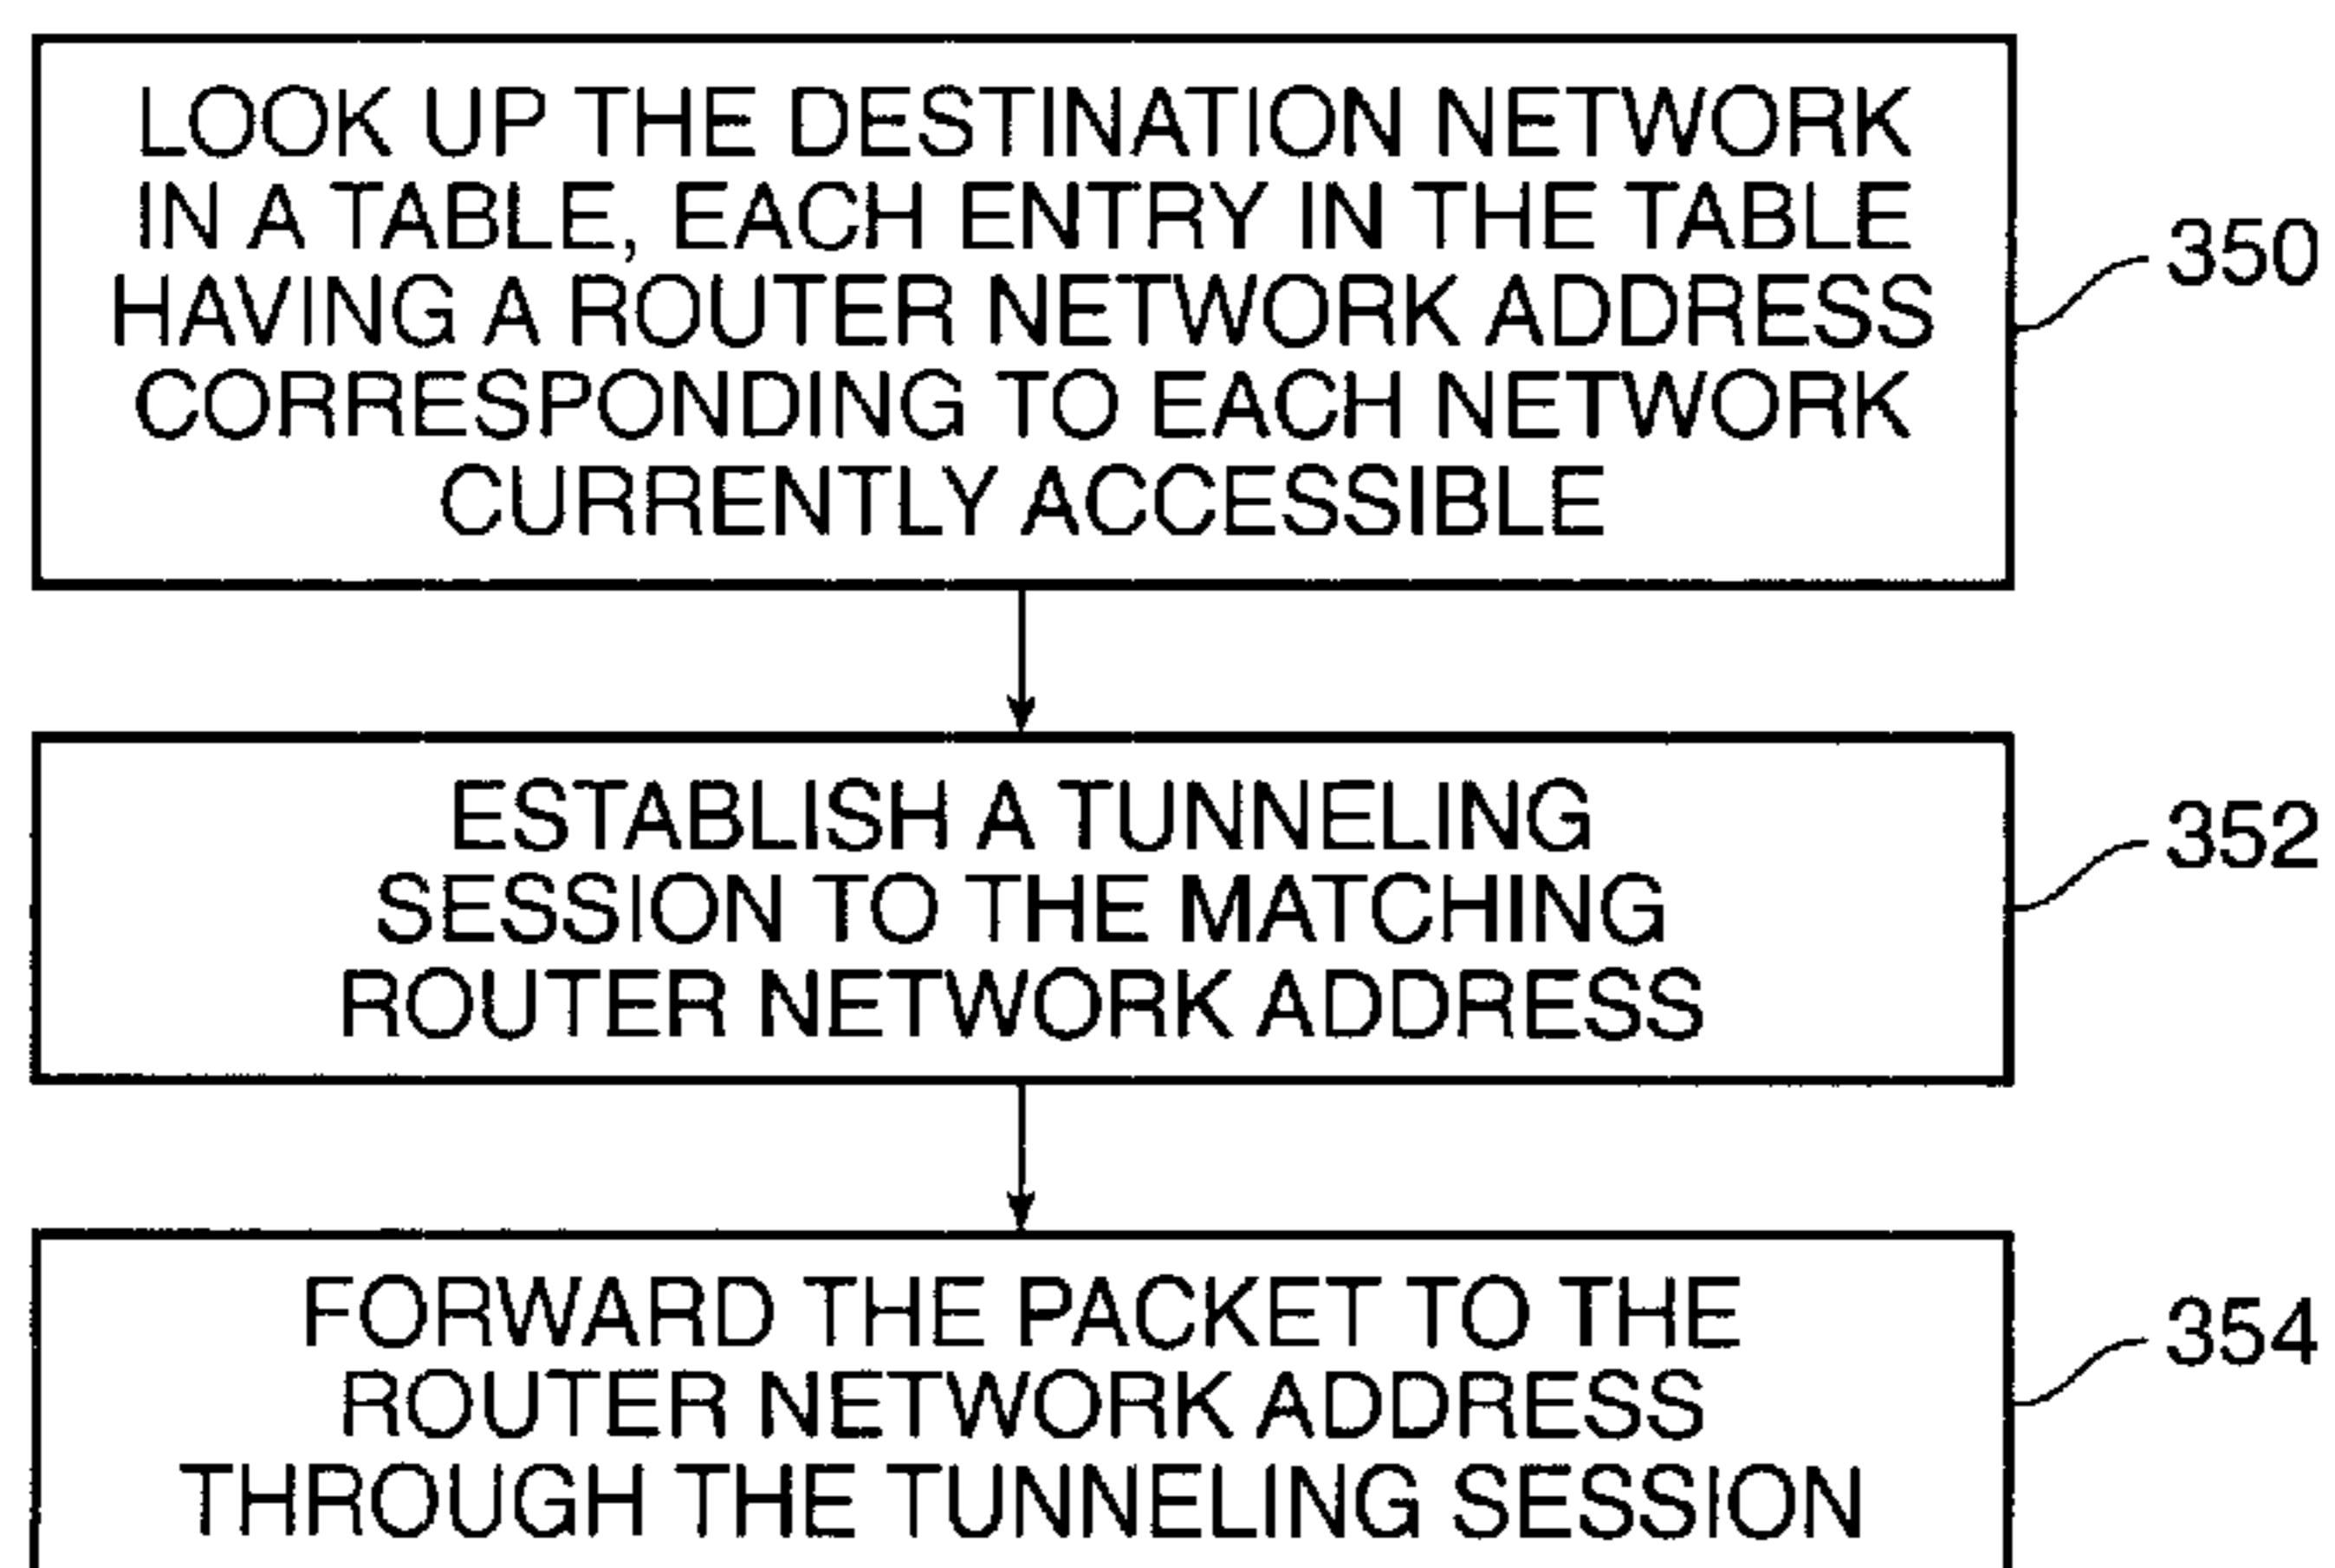 LOOK UP THE DESTINATION NETWORK
IN A TABLE, EACH ENTRY IN THE TABLE
HAVING A ROUTER NETWORK ADDRESS
CORRESPONDING TO EACH NETWORK
CURRENTLY ACCESSIBLE
350
ESTABLISH A TUNNELING
SESSION TO THE MATCHING
ROUTER NETWORK ADDRESS
352
FORWARD THE PACKET TO THE
ROUTER NETWORK ADDRESS
THROUGH THE TUNNELING SESSION
354